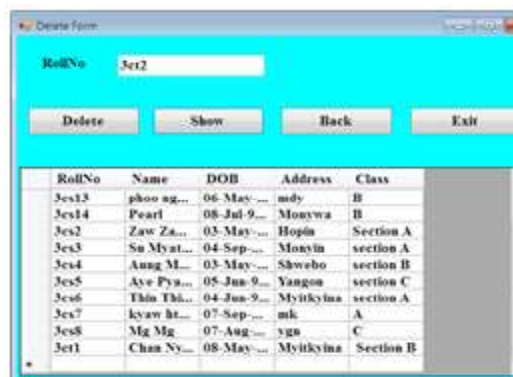 Delete Form
RollNo 3ct2
Delete Show Back Exit
RollNo Name DOB Address Class
3cs13 phoo ng... 06-May-... mdy B
3cs14 Pearl 08-Jul-9... Monywa B
3cs2 Zaw Za... 03-May-... Hopin Section A
3cs3 Su Myat... 04-Sep-... Monyin section A
3cs4 Aung M... 03-May-... Shwebo section B
3cs5 Aye Pya... 05-Jun-9... Yangon section C
3cs6 Thin Thi... 04-Jun-9... Myitkyina section A
3cs7 kyaw ht... 07-Sep-... mk A
3cs8 Mg Mg 07-Aug-... ygn C
3ct1 Chan Ny... 08-May-... Myitkyina Section B